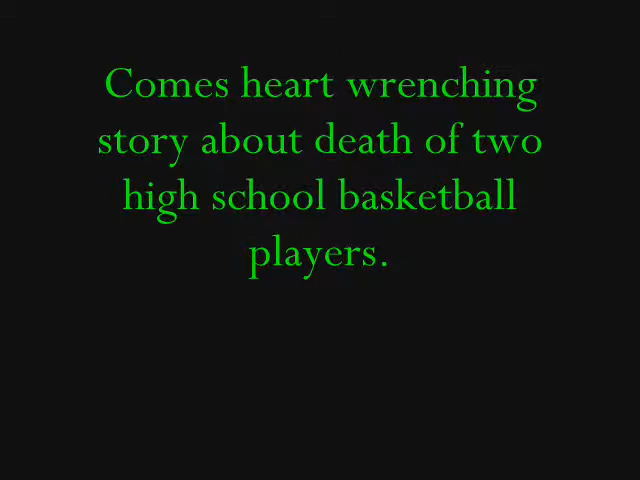 Comes heart wrenching
story about death of two
high school basketball
players.